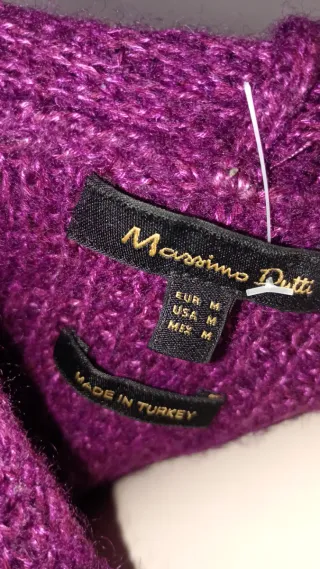 Massimo Dutti
EUR M
USA M
MEX M
MADE IN TURKEY